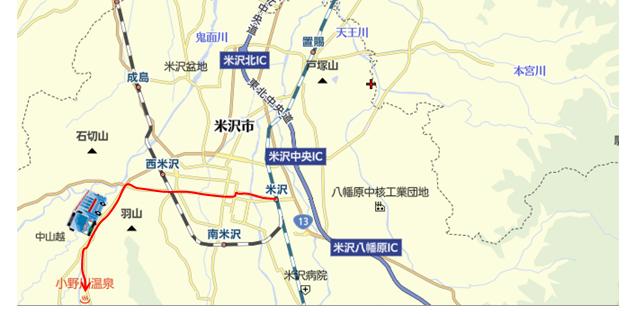 鬼面川
天王川
置賜
米沢北IC
米沢盆地
戸塚山
本宮川
成島
東北中央道
米沢市
石切山
米沢中央IC
西米沢
米沢
八幡原中核工業団地
羽山
13
中山越
南米沢
米沢八幡原IC
米沢病院
小野川温泉